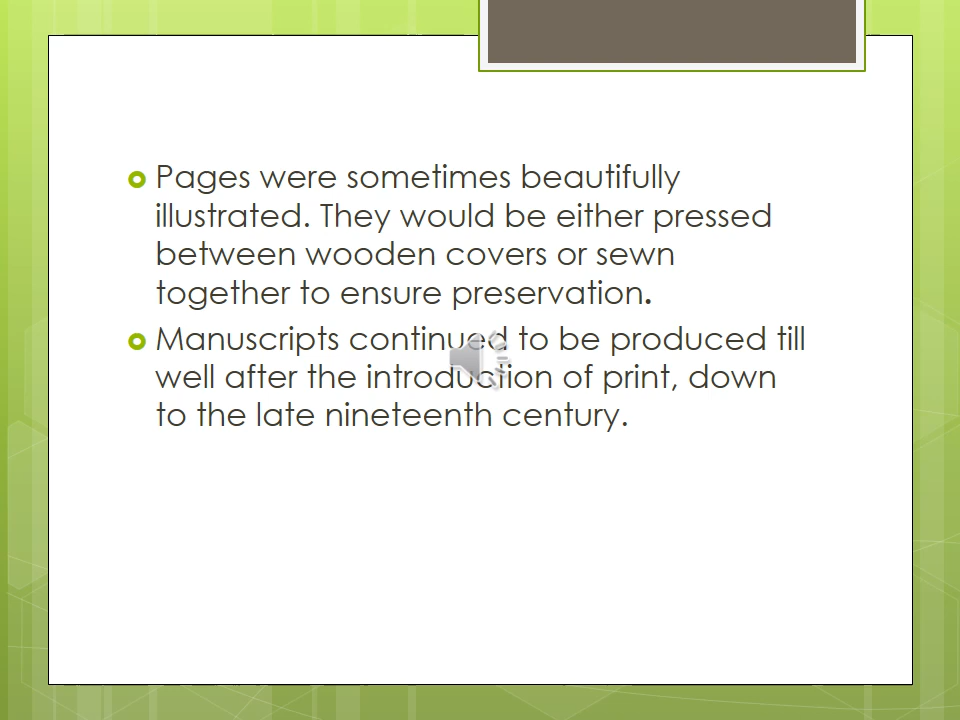 Pages were sometimes beautifully
illustrated. They would be either pressed
between wooden covers or sewn
together to ensure preservation.
Manuscripts continued to be produced till
well after the introduction of print, down
to the late nineteenth century.